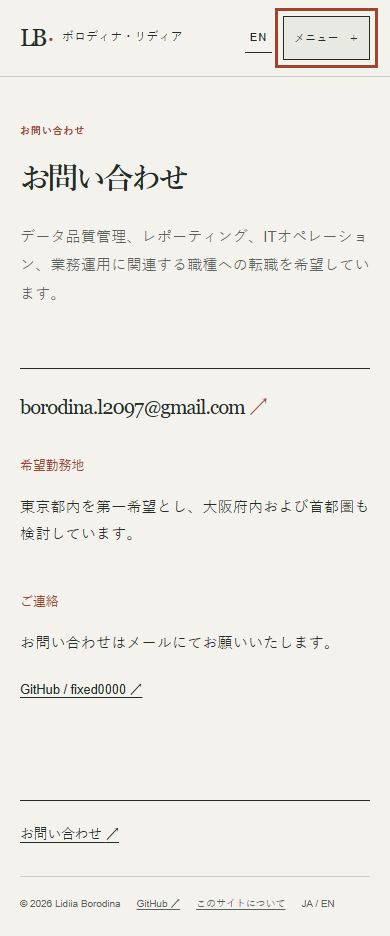 LB· ボロディナ・リディア EN メニュー +
お問い合わせ
お問い合わせ
データ品質管理、レポーティング、ITオペレーショ
ン、業務運用に関連する職種への転職を希望してい
ます。
borodina.l2097@gmail.com ↗
希望勤務地
東京都内を第一希望とし、大阪府内および首都圏も
検討しています。
ご連絡
お問い合わせはメールにてお願いいたします。
GitHub / fixed0000 ↗
お問い合わせ ↗
© 2026 Lidiia Borodina GitHub ↗ このサイトについて JA / EN